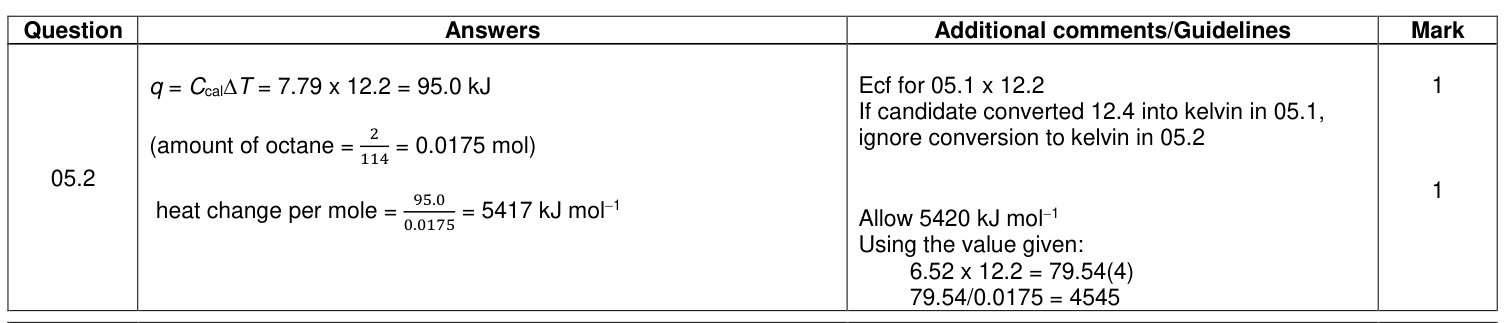 Question Answers Additional comments/Guidelines Mark
05.2
q = CcalΔT = 7.79 x 12.2 = 95.0 kJ
(amount of octane = 2/114 = 0.0175 mol)
heat change per mole = 95.0/0.0175 = 5417 kJ mol⁻¹
Ecf for 05.1 x 12.2
If candidate converted 12.4 into kelvin in 05.1,
ignore conversion to kelvin in 05.2
Allow 5420 kJ mol⁻¹
Using the value given:
6.52 x 12.2 = 79.54(4)
79.54/0.0175 = 4545
1
1